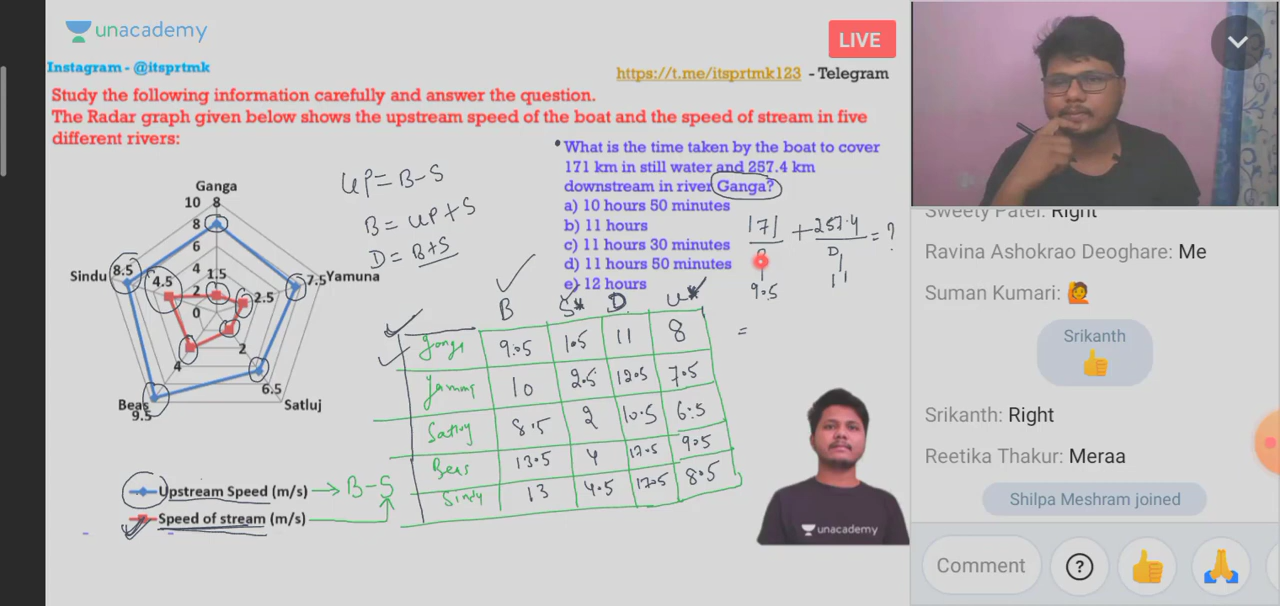 unacademy
LIVE
Instagram - @itsprtmk
https://t.me/itsprtmk123 - Telegram
Study the following information carefully and answer the question.
The Radar graph given below shows the upstream speed of the boat and the speed of stream in five
different rivers:
• What is the time taken by the boat to cover
171 km in still water and 257.4 km
downstream in river Ganga?
a) 10 hours 50 minutes
b) 11 hours
c) 11 hours 30 minutes
d) 11 hours 50 minutes
e) 12 hours
UP = B-S
B = UP+S
D = B+S
171 + 257.4 = ?
D
9.5 11
=
Ganga
10 8
8
6
4 1.5
2
0
Sindu 8.5 4.5
7.5 Yamuna
2.5
2
4
6.5
Satluj
Beas
9.5
B S* D U*
Ganga 9.5 1.5 11 8
10 2.5 12.5 7.5
8.5 2 10.5 6.5
Beas 13.5 4 17.5 9.5
Sindu 13 4.5 17.5 8.5
Upstream Speed (m/s) → B-S
Speed of stream (m/s)
unacademy
Sweety Patel: Right
Ravina Ashokrao Deoghare: Me
Suman Kumari: 🙋
Srikanth
👍
Srikanth: Right
Reetika Thakur: Meraa
Shilpa Meshram joined
Comment
?